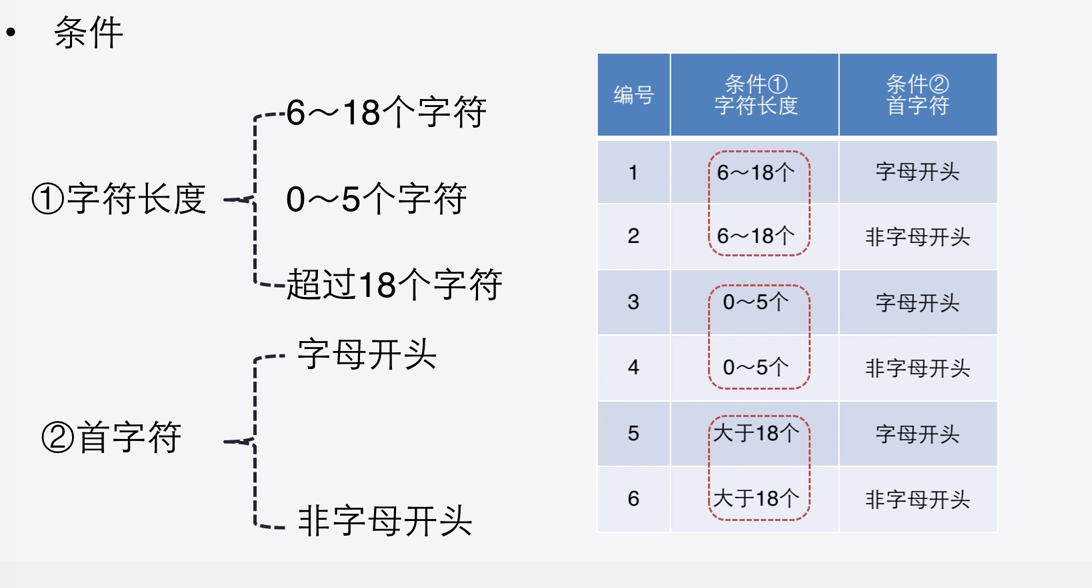 • 条件
①字符长度
6～18个字符
0～5个字符
超过18个字符
②首字符
字母开头
非字母开头
编号 条件① 字符长度 条件② 首字符
1 6～18个 字母开头
2 6～18个 非字母开头
3 0～5个 字母开头
4 0～5个 非字母开头
5 大于18个 字母开头
6 大于18个 非字母开头